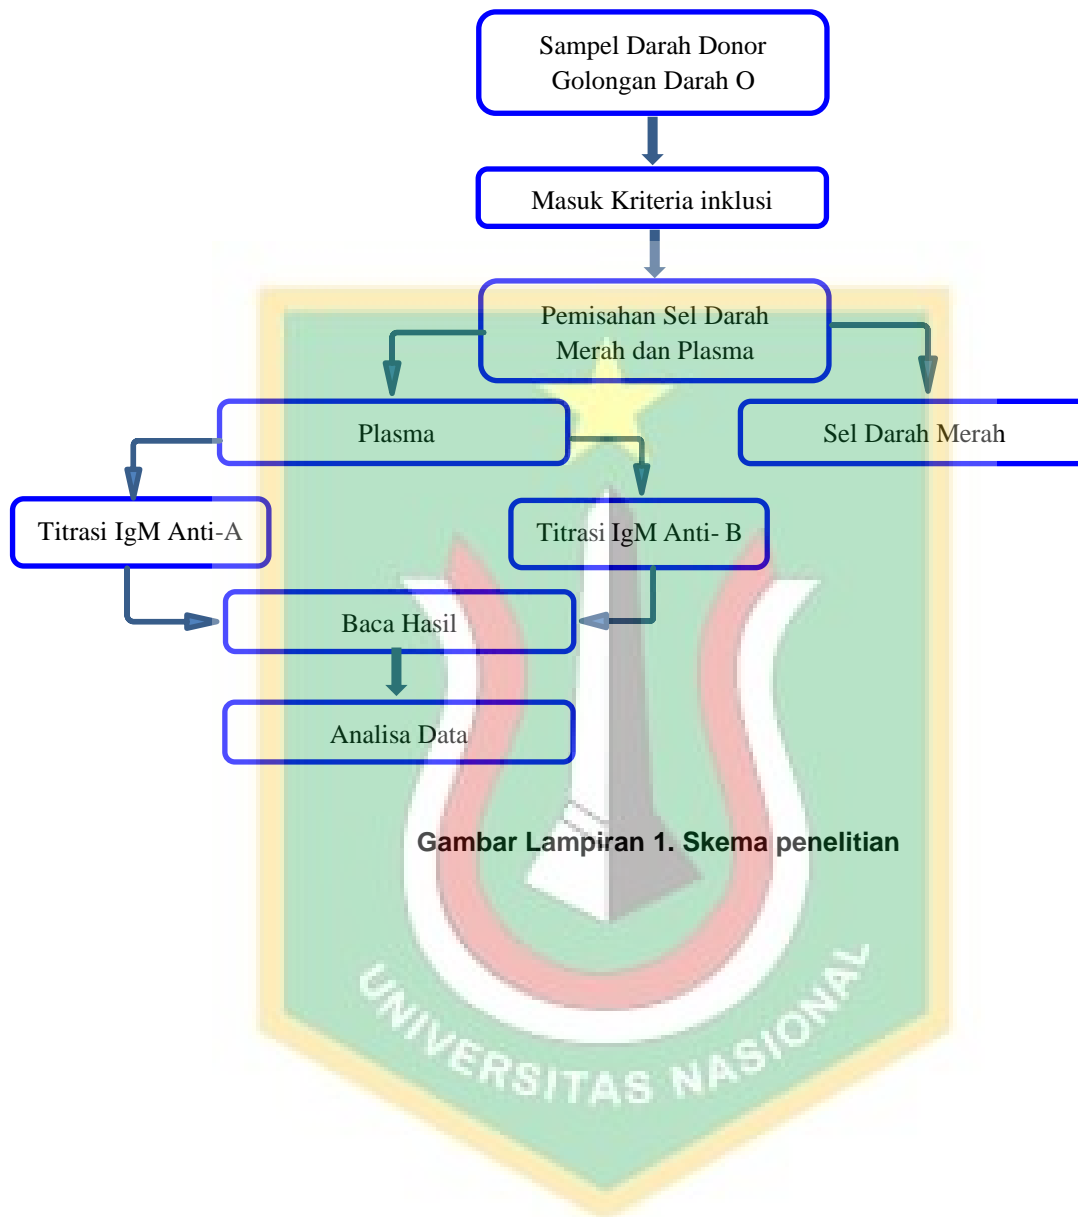 Sampel Darah Donor
Golongan Darah O
Masuk Kriteria inklusi
Pemisahan Sel Darah
Merah dan Plasma
Plasma
Sel Darah Merah
Titrasi IgM Anti-A
Titrasi IgM Anti- B
Baca Hasil
Analisa Data
Gambar Lampiran 1. Skema penelitian
UNIVERSITAS NASIONAL